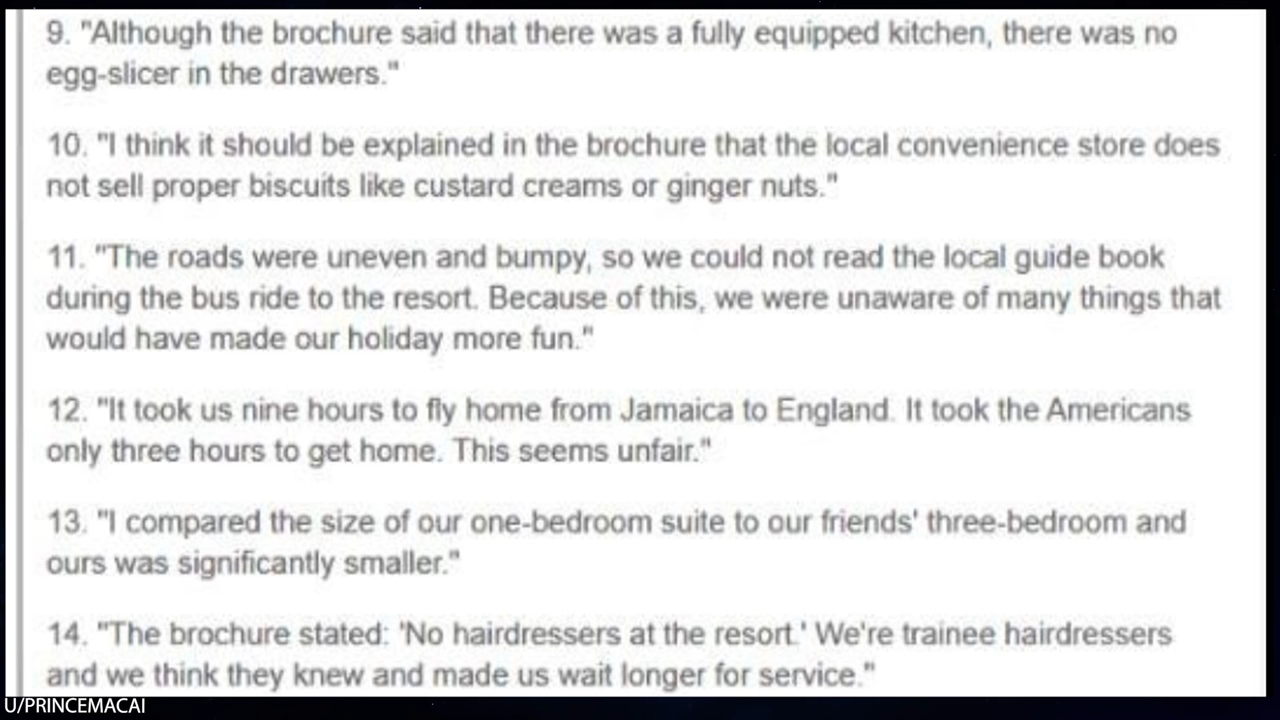 9. "Although the brochure said that there was a fully equipped kitchen, there was no
egg-slicer in the drawers."
10. "I think it should be explained in the brochure that the local convenience store does
not sell proper biscuits like custard creams or ginger nuts."
11. "The roads were uneven and bumpy, so we could not read the local guide book
during the bus ride to the resort. Because of this, we were unaware of many things that
would have made our holiday more fun."
12. "It took us nine hours to fly home from Jamaica to England. It took the Americans
only three hours to get home. This seems unfair."
13. "I compared the size of our one-bedroom suite to our friends' three-bedroom and
ours was significantly smaller."
14. "The brochure stated: 'No hairdressers at the resort.' We're trainee hairdressers
and we think they knew and made us wait longer for service."
U/PRINCEMACAI